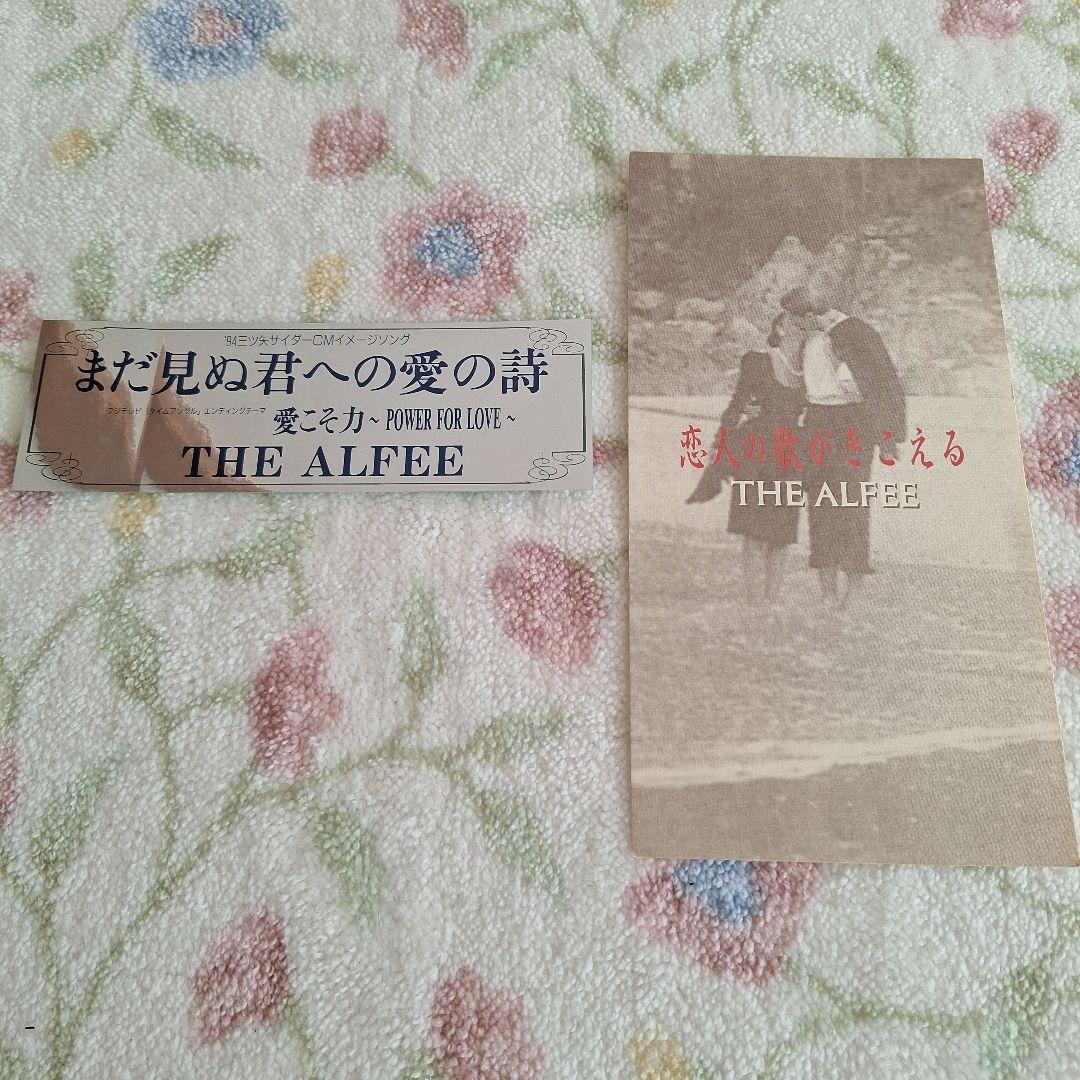 '94三ツ矢サイダーCMイメージソング
まだ見ぬ君への愛の詩
フジテレビ「タイムアングル」エンディングテーマ 愛こそ力~POWER FOR LOVE~
THE ALFEE
恋人の歌がきこえる
THE ALFEE